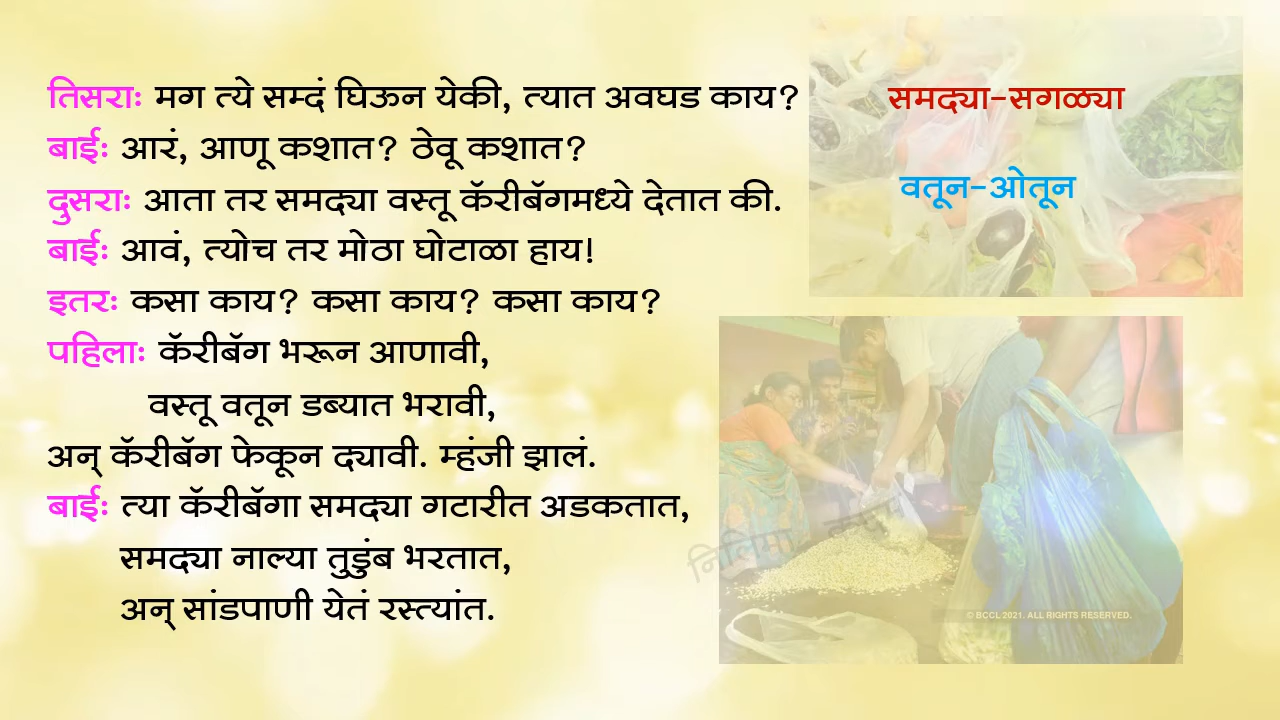 तिसराः मग त्ये सम्दं घिऊन येकी, त्यात अवघड काय?
बाईः आरं, आणू कशात? ठेवू कशात?
दुसराः आता तर समद्या वस्तू कॅरीबॅगमध्ये देतात की.
बाईः आवं, त्योच तर मोठा घोटाळा हाय!
इतरः कसा काय? कसा काय? कसा काय?
पहिलाः कॅरीबॅग भरून आणावी,
वस्तू वतून डब्यात भरावी,
अन् कॅरीबॅग फेकून द्यावी. म्हंजी झालं.
बाईः त्या कॅरीबॅगा समद्या गटारीत अडकतात,
समद्या नाल्या तुडुंब भरतात,
अन् सांडपाणी येतं रस्त्यांत.
समद्या-सगळ्या
वतून-ओतून
निलिमा
© BCCL 2021. ALL RIGHTS RESERVED.